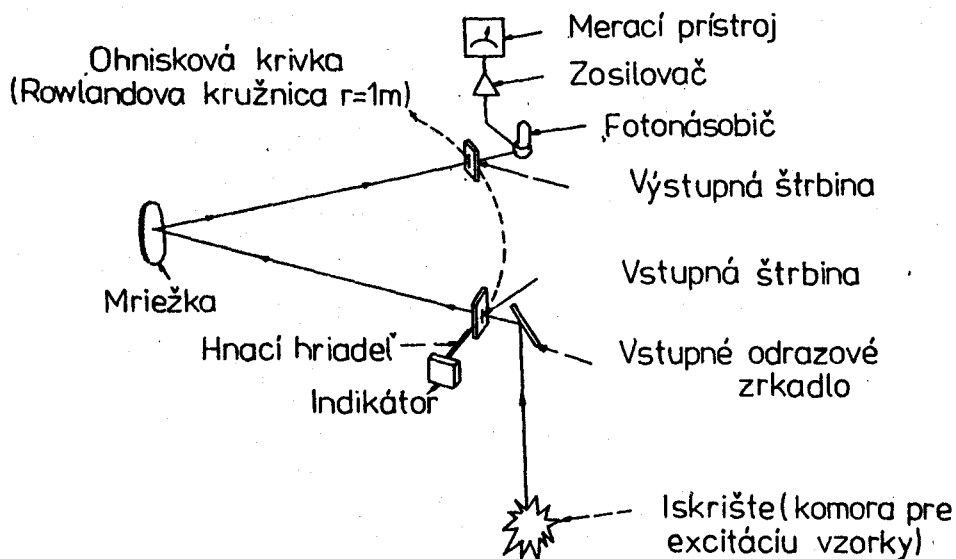 Merací prístroj
Ohnisková krivka
(Rowlandova kružnica r=1m)
Zosilovač
Fotonásobič
Výstupná štrbina
Vstupná štrbina
Mriežka
Hnací hriadeľ
Vstupné odrazové
zrkadlo
Indikátor
Iskrište (komora pre
excitáciu vzorky)